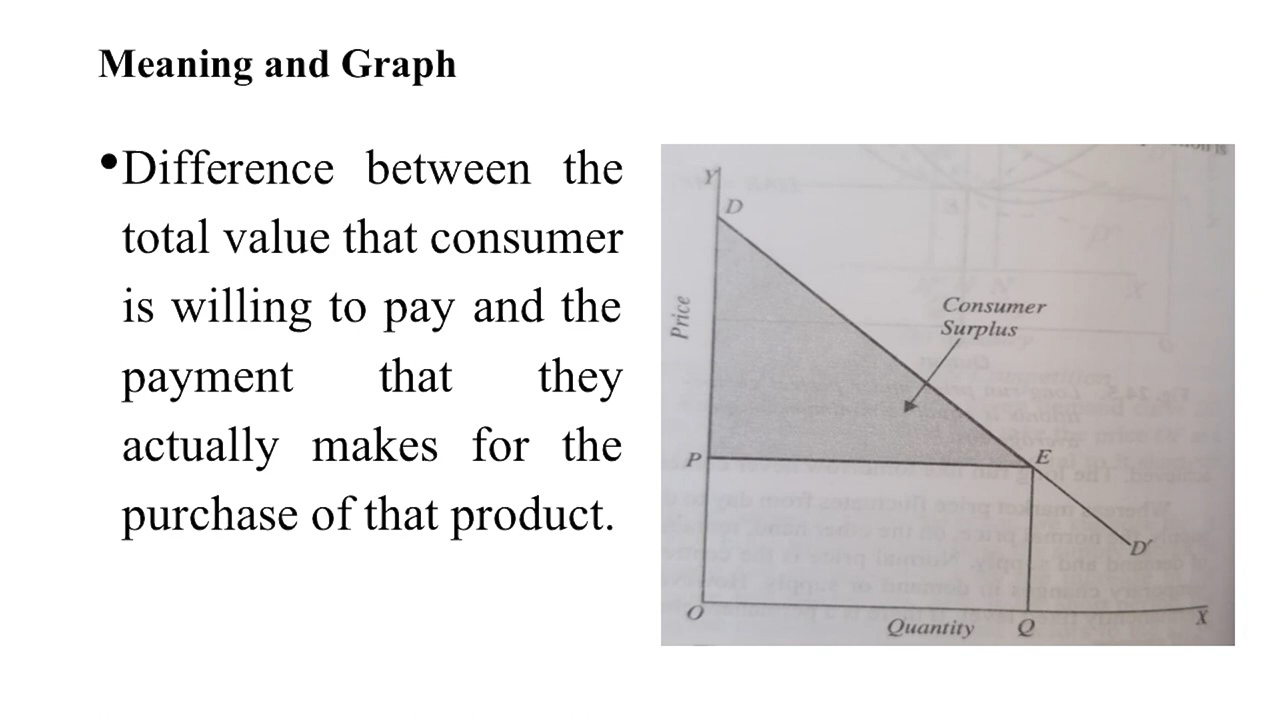 Meaning and Graph
•Difference between the
total value that consumer
is willing to pay and the
payment that they
actually makes for the
purchase of that product.
Y
D
Price
Consumer
Surplus
P
E
D'
O
Quantity
Q
X